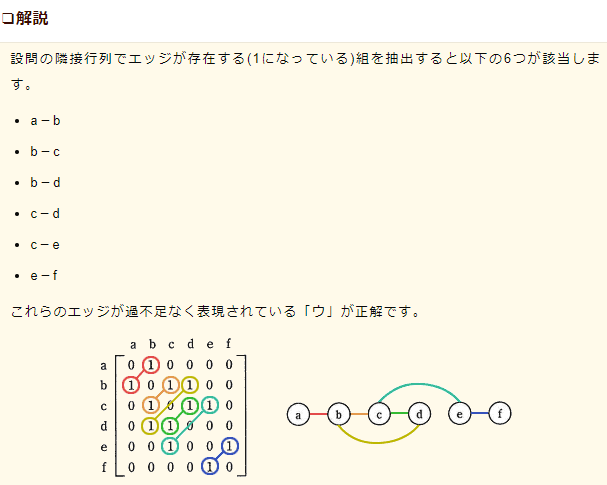 ❏解説
設問の隣接行列でエッジが存在する(1になっている)組を抽出すると以下の6つが該当しま
す。
• a－b
• b－c
• b－d
• c－d
• c－e
• e－f
これらのエッジが過不足なく表現されている「ウ」が正解です。
a b c d e f
a 0 1 0 0 0 0
b 1 0 1 1 0 0
c 0 1 0 1 1 0
d 0 1 1 0 0 0
e 0 0 1 0 0 1
f 0 0 0 0 1 0
a b c d e f